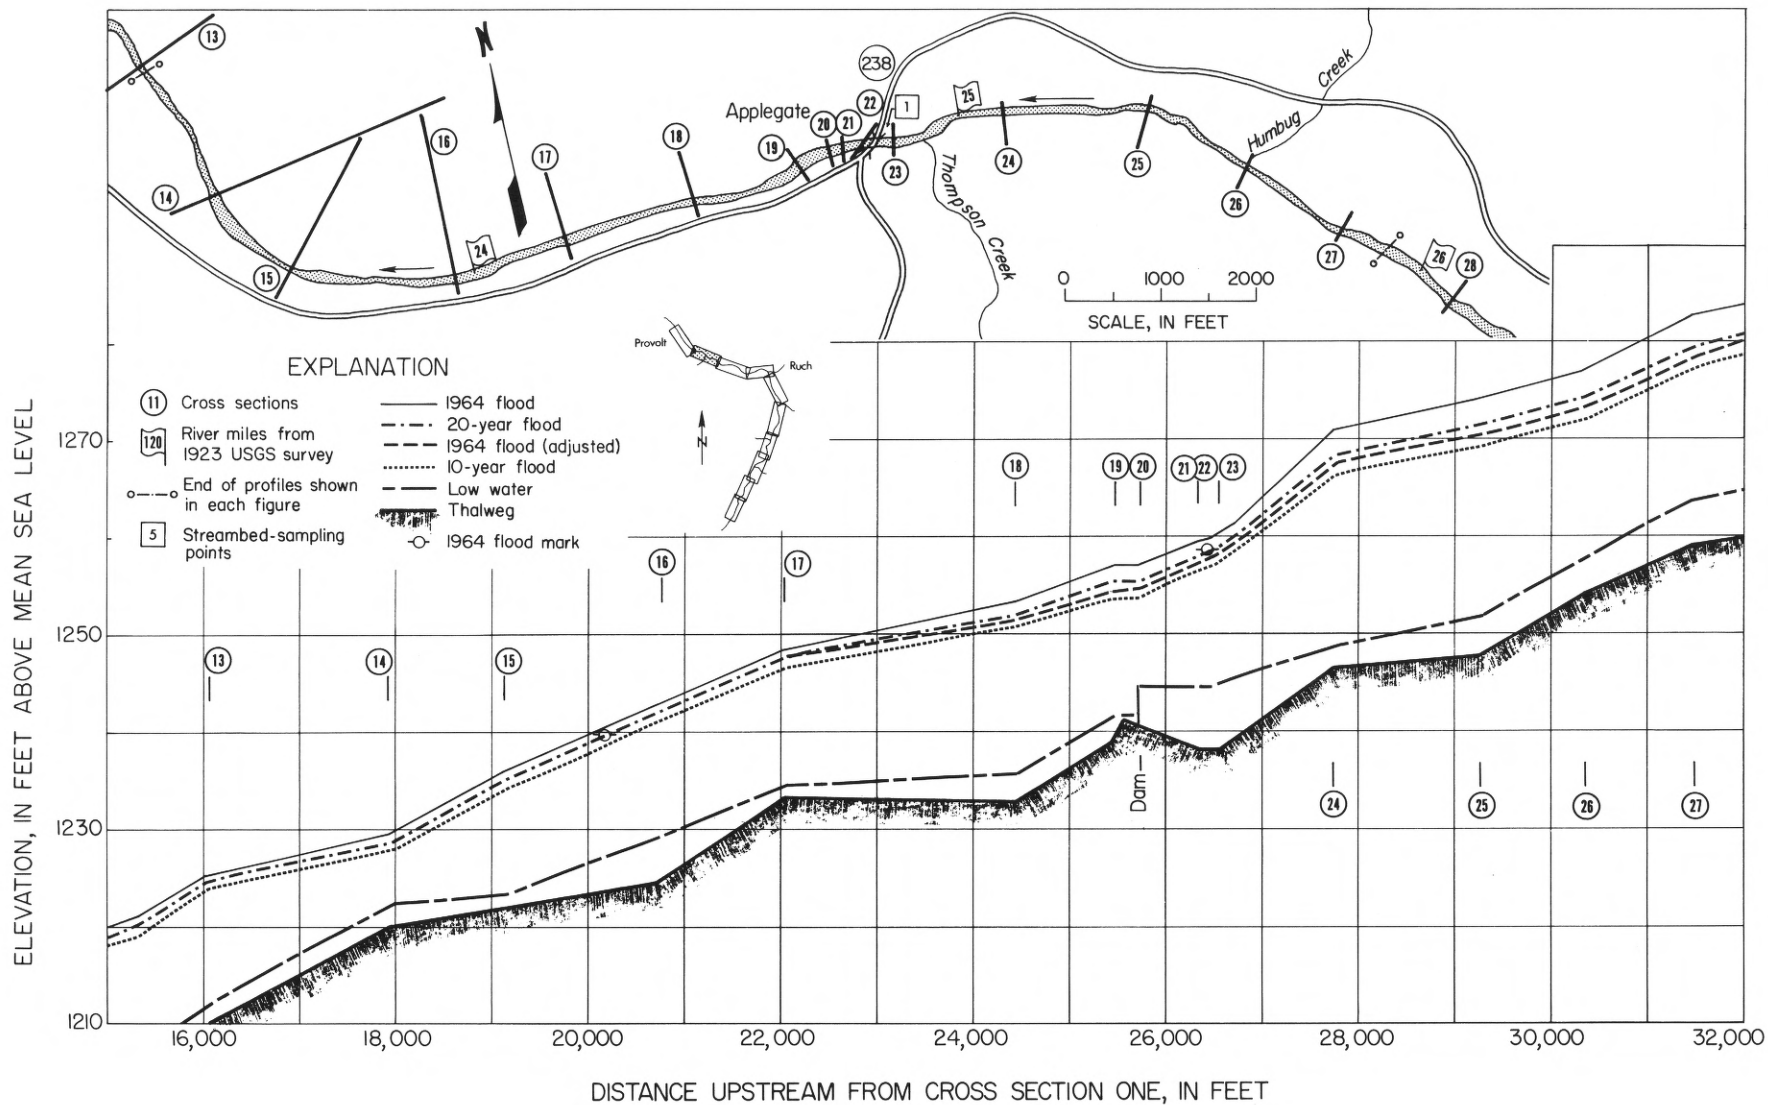 13
N
238
Applegate
22
1
25
20
21
16
17
18
19
23
24
25
Creek
Humbug
14
Thompson Creek
26
24
15
27
26
28
0 1000 2000
SCALE, IN FEET
EXPLANATION
11 Cross sections
120 River miles from
1923 USGS survey
End of profiles shown
in each figure
5 Streambed-sampling
points
1964 flood
20-year flood
1964 flood (adjusted)
10-year flood
Low water
Thalweg
1964 flood mark
Provolt
Ruch
N
18 19 20 21 22 23
16 17
13 14 15
Dam
24 25 26 27
ELEVATION, IN FEET ABOVE MEAN SEA LEVEL
1270
1250
1230
1210
16,000 18,000 20,000 22,000 24,000 26,000 28,000 30,000 32,000
DISTANCE UPSTREAM FROM CROSS SECTION ONE, IN FEET